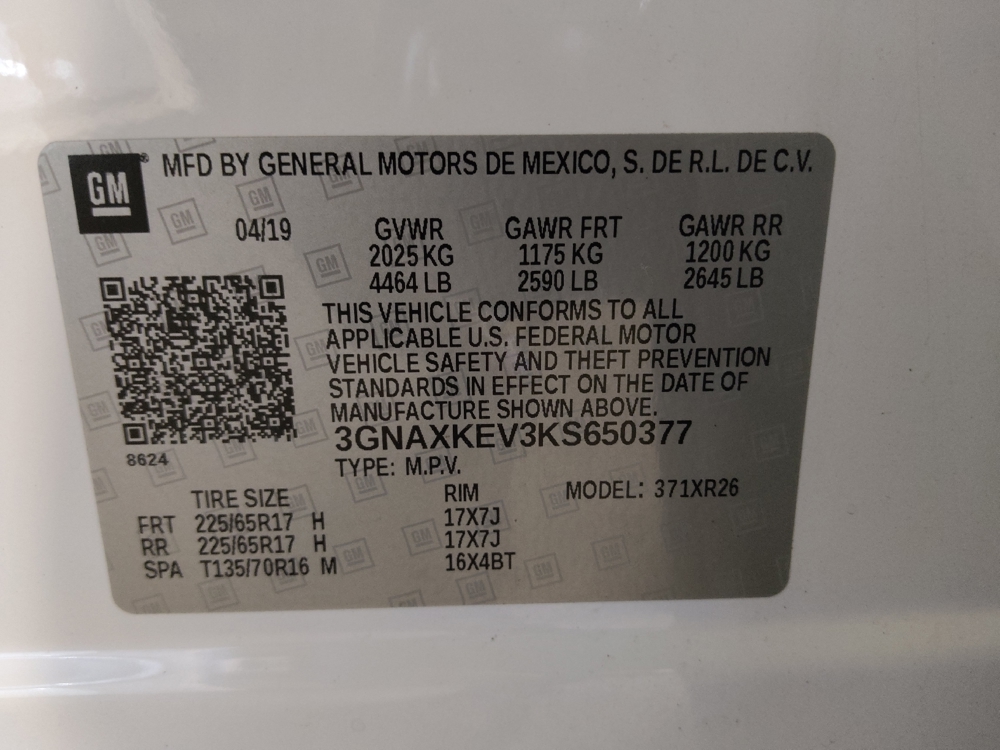 GM® MFD BY GENERAL MOTORS DE MEXICO, S. DE R.L. DE C.V.
04/19 GVWR GAWR FRT GAWR RR
2025 KG 1175 KG 1200 KG
4464 LB 2590 LB 2645 LB
THIS VEHICLE CONFORMS TO ALL
APPLICABLE U.S. FEDERAL MOTOR
VEHICLE SAFETY AND THEFT PREVENTION
STANDARDS IN EFFECT ON THE DATE OF
MANUFACTURE SHOWN ABOVE.
3GNAXKEV3KS650377
8624
TYPE: M.P.V.
TIRE SIZE RIM MODEL: 371XR26
FRT 225/65R17 H 17X7J
RR 225/65R17 H 17X7J
SPA T135/70R16 M 16X4BT